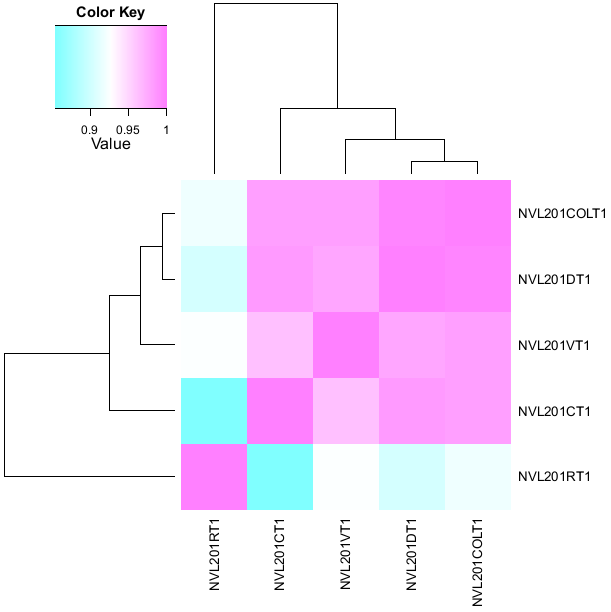 Color Key
0.9 0.95 1
Value
NVL201COLT1
NVL201DT1
NVL201VT1
NVL201CT1
NVL201RT1
NVL201RT1
NVL201CT1
NVL201VT1
NVL201DT1
NVL201COLT1